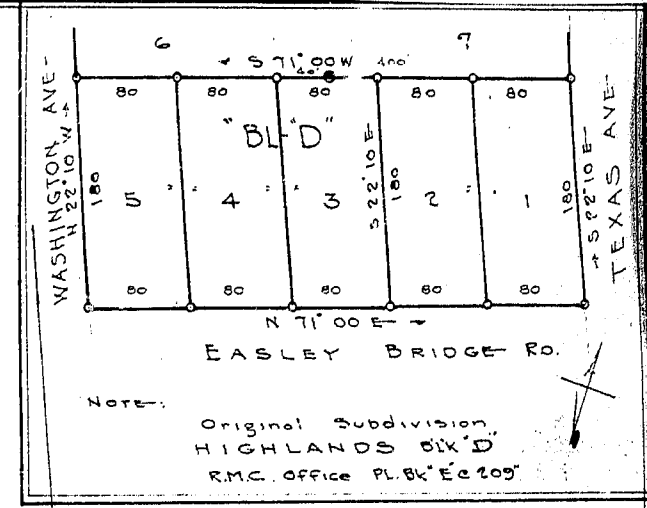 6 7
← S 71° 00 W 400'
40'
80 80 80 80 80
"BL-"D"
WASHINGTON AVE-
N 22° 10 W →
180
5 " " 4 " " 3 S 22° 10 E- 180 2 " " 1
180
→ S 22° 10 E-
TEXAS AVE-
80 80 80 80 80
N 71° 00 E- →
EASLEY BRIDGE RD.
NOTE-:
Original Subdivision
HIGHLANDS Blk "D"
R.M.C. Office PL. Bk "E" @ 209"